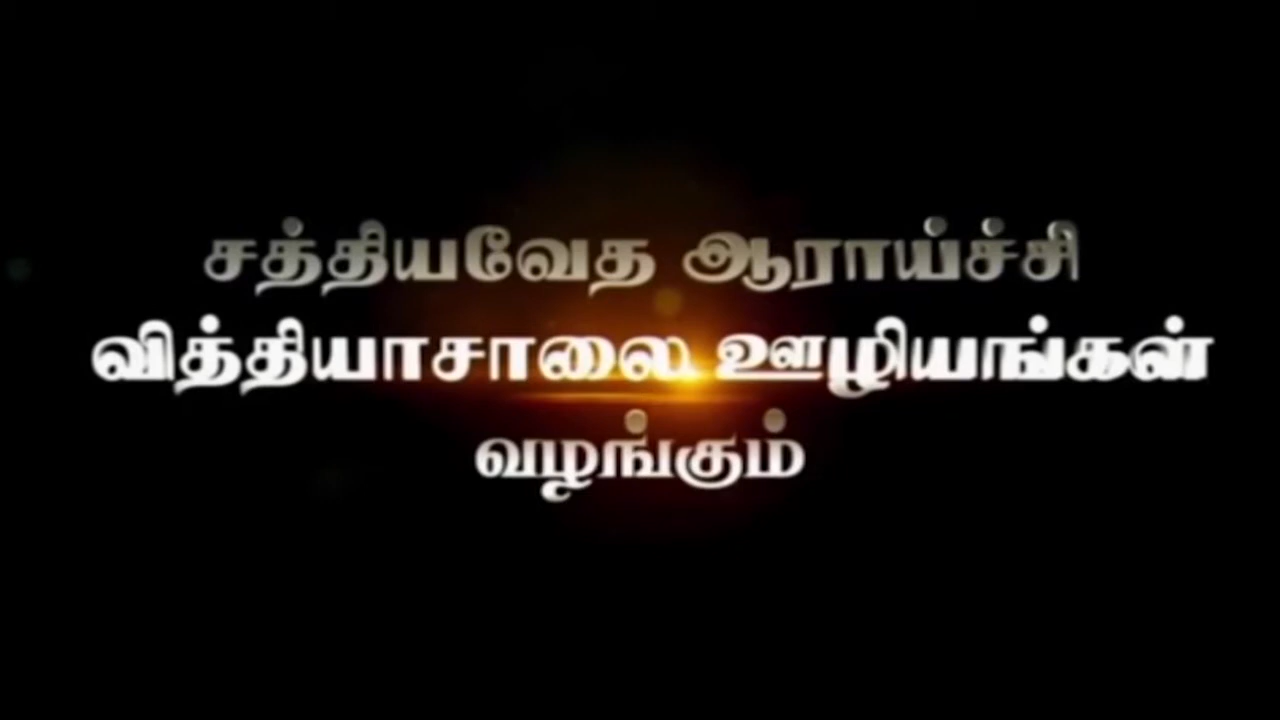 சத்தியவேத ஆராய்ச்சி
வித்தியாசாலை ஊழியங்கள்
வழங்கும்